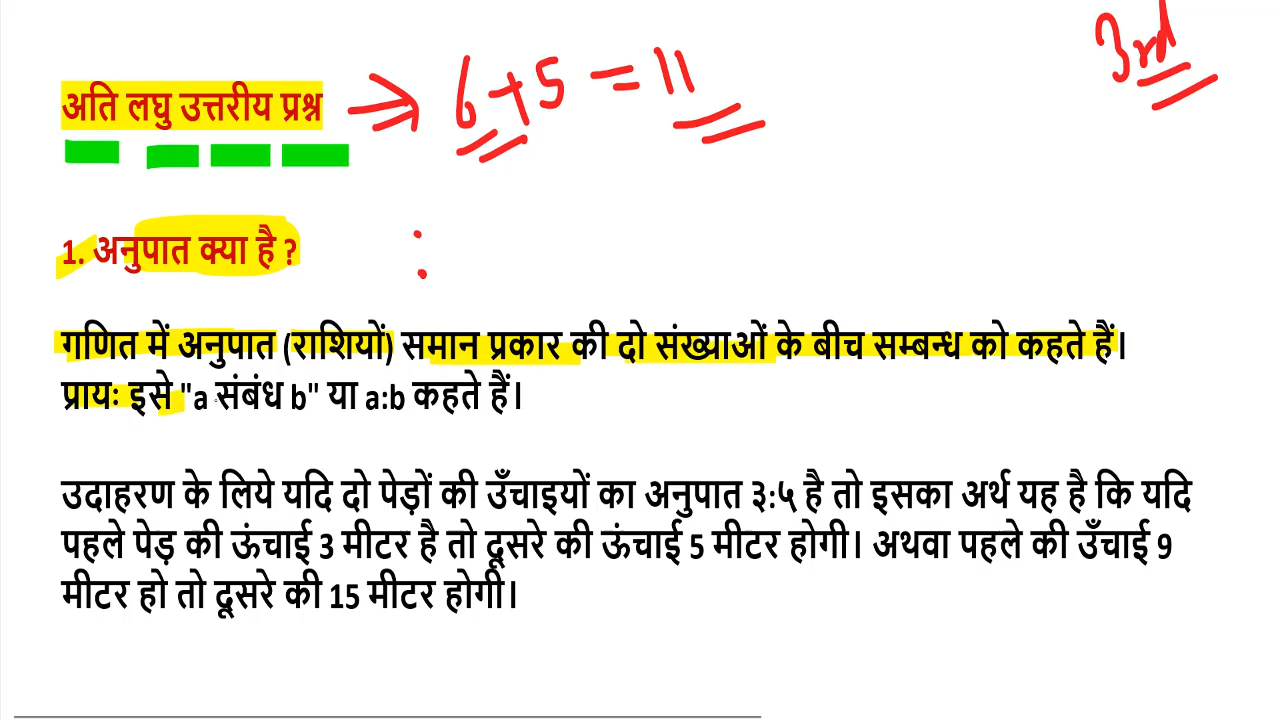 3rd
अति लघु उत्तरीय प्रश्न → 6+5 = 11
1. अनुपात क्या है ? :
गणित में अनुपात (राशियों) समान प्रकार की दो संख्याओं के बीच सम्बन्ध को कहते हैं।
प्रायः इसे "a संबंध b" या a:b कहते हैं।
उदाहरण के लिये यदि दो पेड़ों की उँचाइयों का अनुपात ३:५ है तो इसका अर्थ यह है कि यदि
पहले पेड़ की ऊंचाई 3 मीटर है तो दूसरे की ऊंचाई 5 मीटर होगी। अथवा पहले की उँचाई 9
मीटर हो तो दूसरे की 15 मीटर होगी।